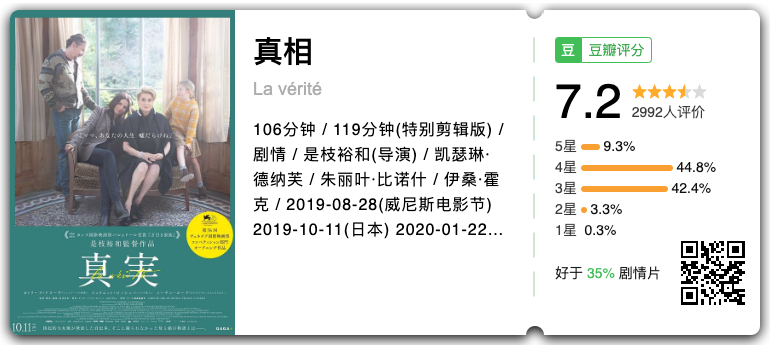 真相
La vérité
106分钟 / 119分钟(特别剪辑版) /
剧情 / 是枝裕和(导演) / 凯瑟琳·
德纳芙 / 朱丽叶·比诺什 / 伊桑·霍
克 / 2019-08-28(威尼斯电影节)
2019-10-11(日本) 2020-01-22...
豆 豆瓣评分
7.2
2992人评价
5星 9.3%
4星 44.8%
3星 42.4%
2星 3.3%
1星 0.3%
好于 35% 剧情片
是枝裕和監督作品
真実
10.11
GAGA